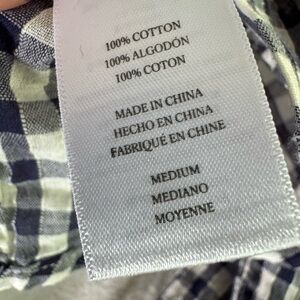 100% COTTON
100% ALGODÓN
100% COTON
MADE IN CHINA
HECHO EN CHINA
FABRIQUÉ EN CHINE
MEDIUM
MEDIANO
MOYENNE